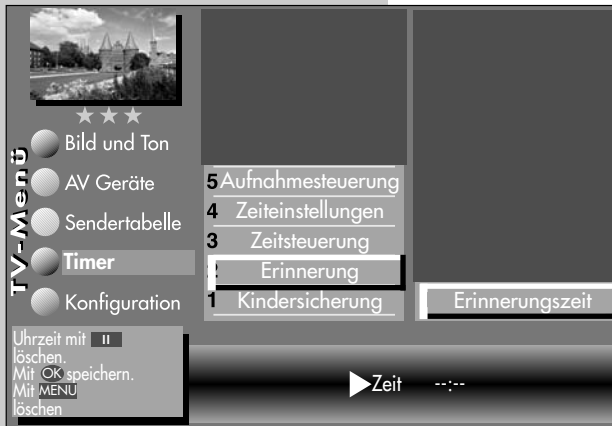 TV-Menü
Bild und Ton
AV Geräte
Sendertabelle
Timer
Konfiguration
5 Aufnahmesteuerung
4 Zeiteinstellungen
3 Zeitsteuerung
2 Erinnerung
1 Kindersicherung
Erinnerungszeit
Uhrzeit mit II
löschen.
Mit OK speichern.
Mit MENU
löschen
Zeit --:--